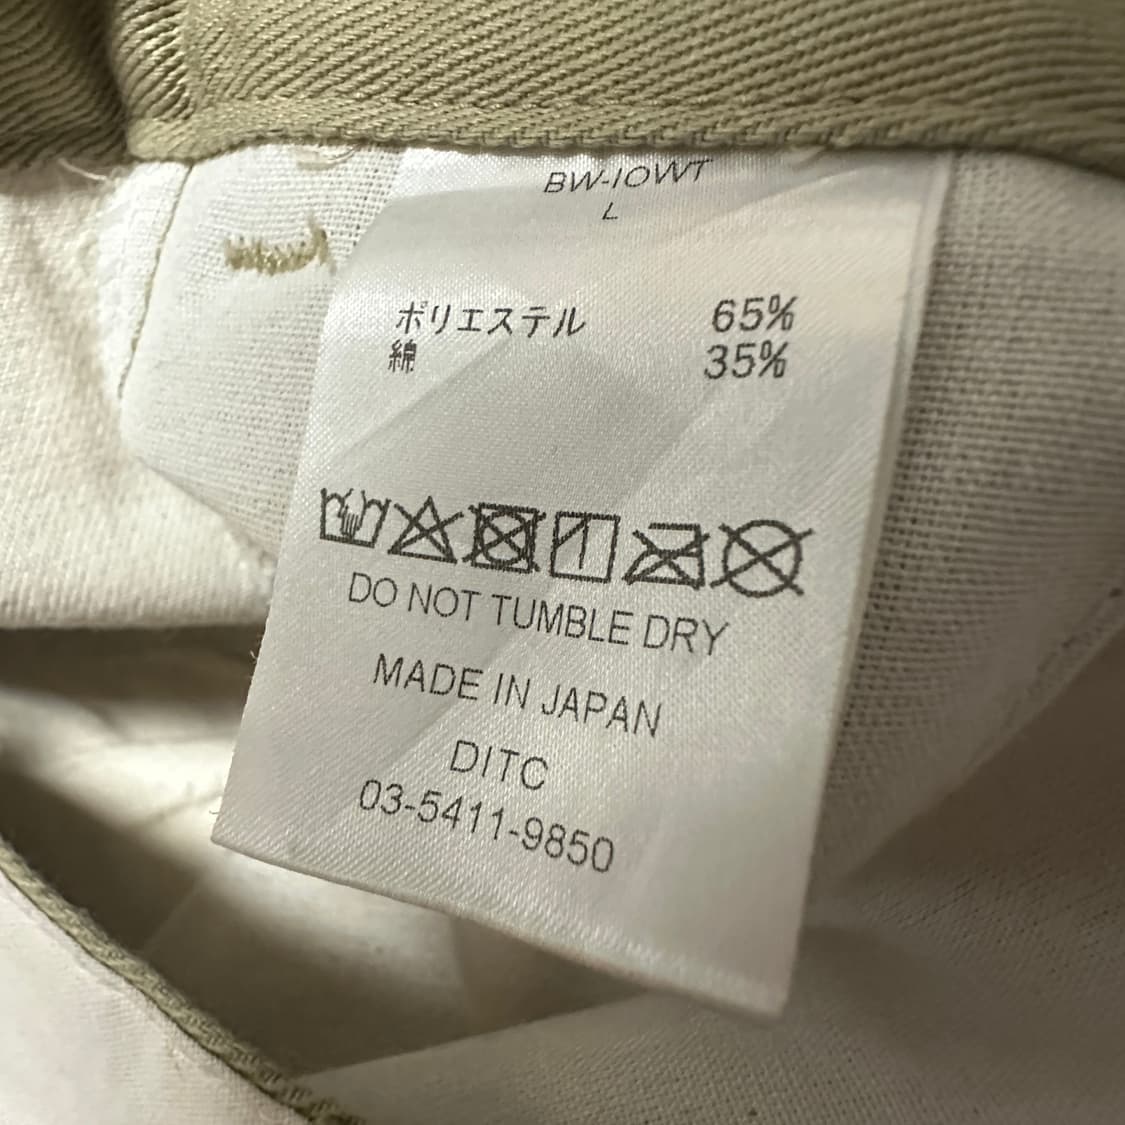 BW-IOWT
L
ポリエステル 65%
綿 35%
DO NOT TUMBLE DRY
MADE IN JAPAN
DITC
03-5411-9850